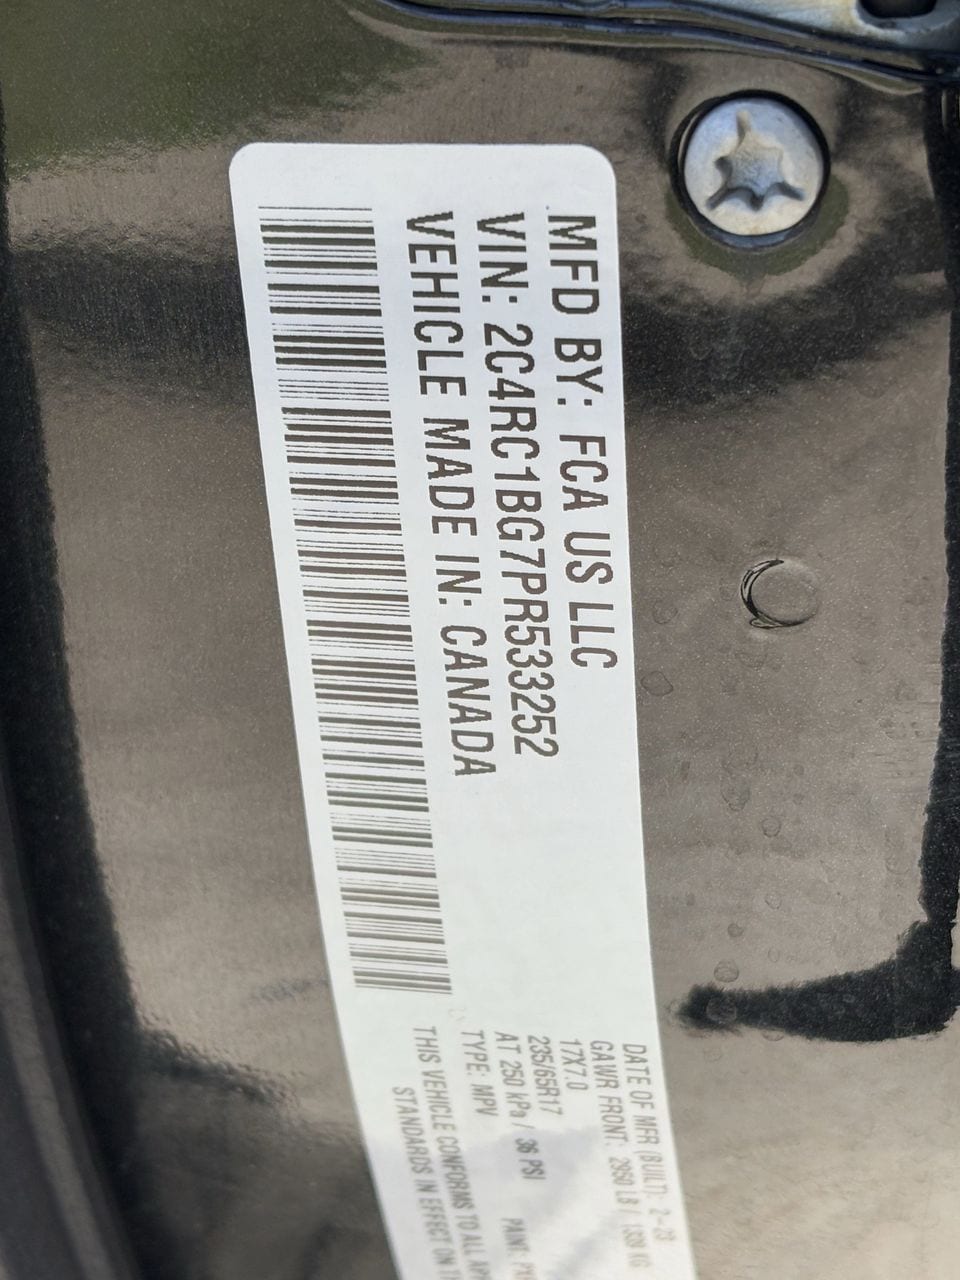 MFD BY: FCA US LLC
VIN: 2C4RC1BG7PR533252
VEHICLE MADE IN: CANADA
DATE OF MFR (BUILT): 2-23
GAWR FRONT: 2950 LB / 1338 KG
17X7.0
235/65R17
AT 250 kPa / 36 PSI
TYPE: MPV PAINT:
THIS VEHICLE CONFORMS TO ALL
STANDARDS IN EFFECT ON